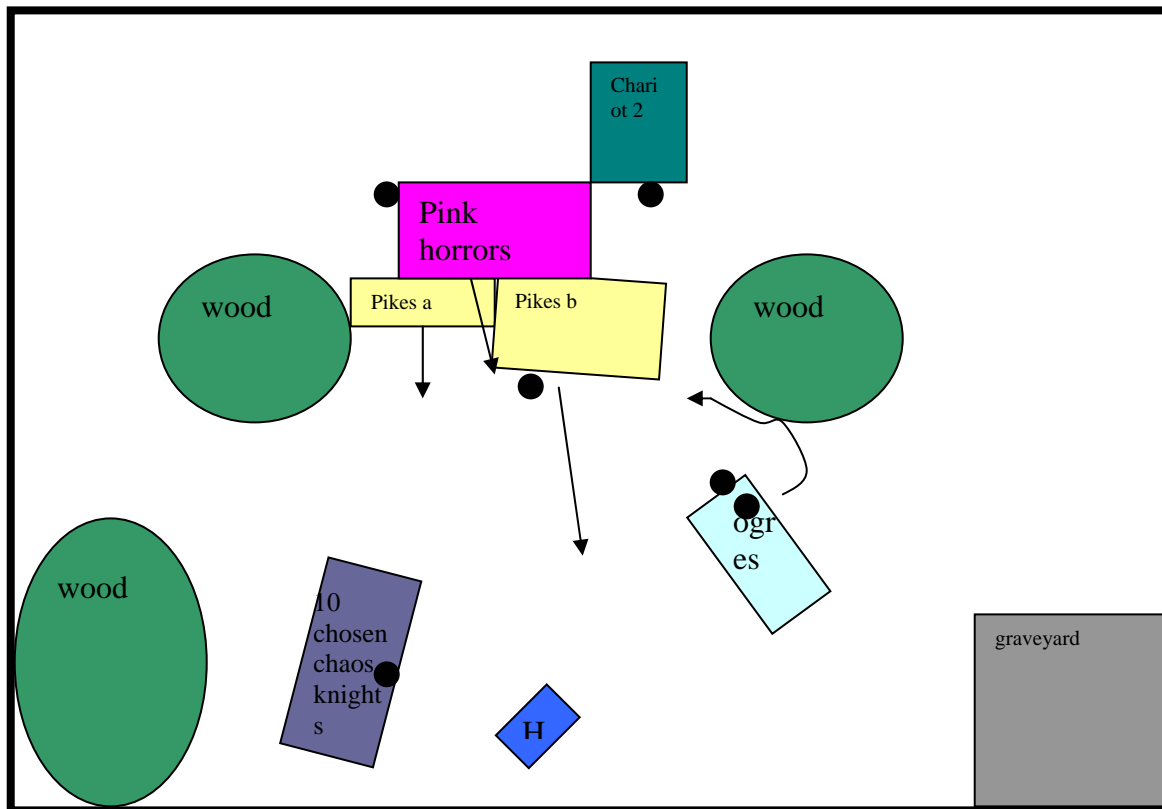 Chari
ot 2
Pink
horrors
wood
Pikes a
Pikes b
wood
ogr
es
wood
10
chosen
chaos
knight
s
graveyard
H